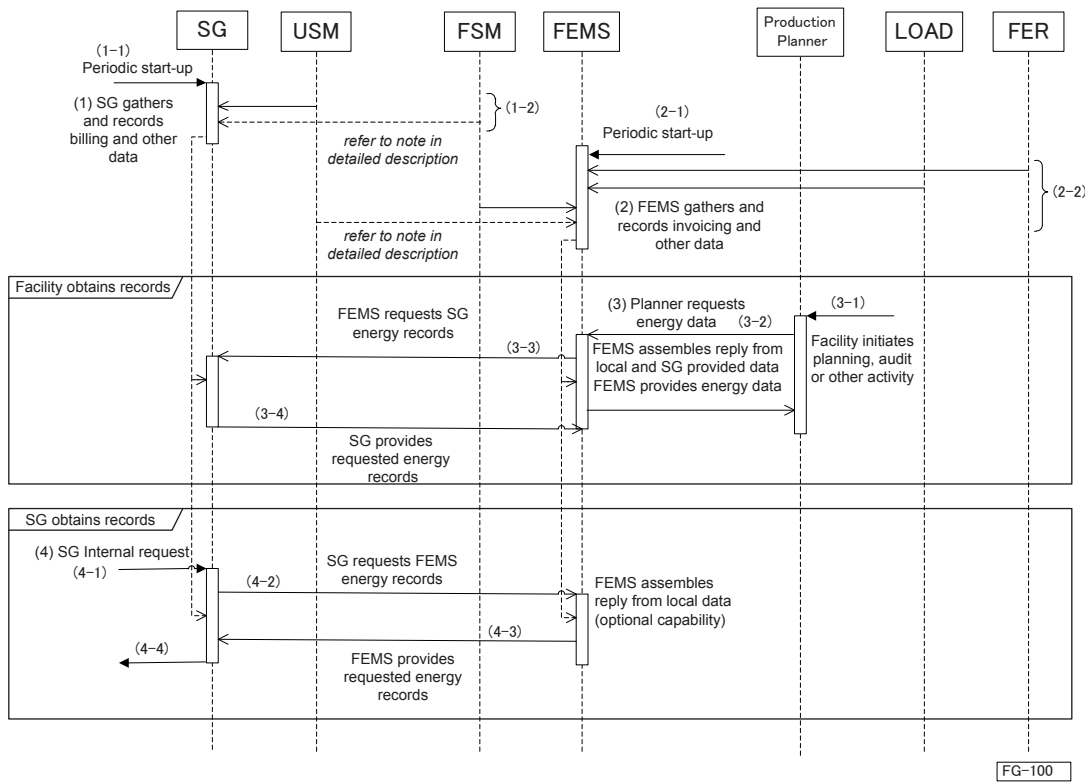 SG
USM
FSM
FEMS
Production
Planner
LOAD
FER
(1-1)
Periodic start-up
(1) SG gathers
and records
billing and other
data
(1-2)
refer to note in
detailed description
(2-1)
Periodic start-up
(2-2)
(2) FEMS gathers and
records invoicing and
other data
refer to note in
detailed description
Facility obtains records
FEMS requests SG
energy records
(3) Planner requests
energy data
(3-2)
(3-1)
Facility initiates
planning, audit
or other activity
(3-3)
FEMS assembles reply from
local and SG provided data
FEMS provides energy data
(3-4)
SG provides
requested energy
records
SG obtains records
(4) SG Internal request
(4-1)
SG requests FEMS
energy records
(4-2)
FEMS assembles
reply from local data
(optional capability)
(4-3)
(4-4)
FEMS provides
requested energy
records
FG-100